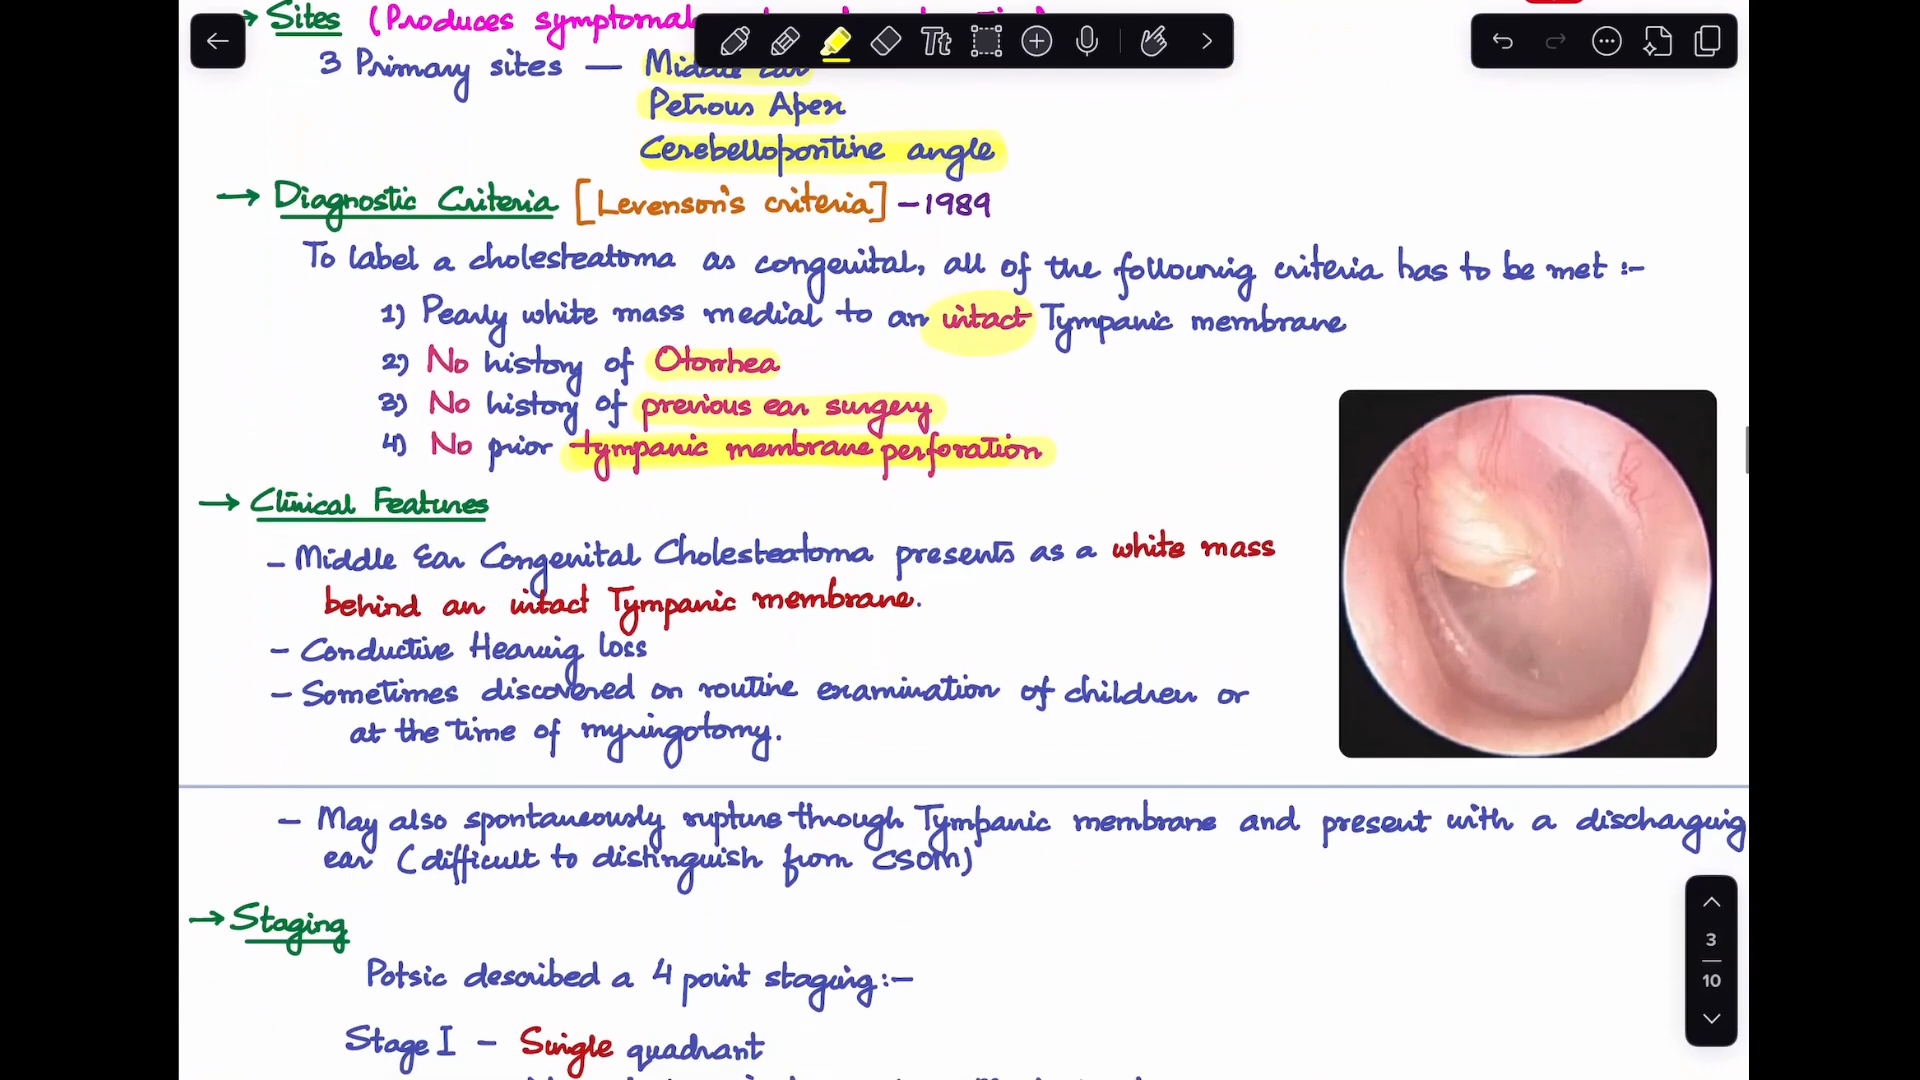 → Sites (Produces symptomat
3 Primary sites — Middle Ear
Petrous Apex
Cerebellopontine angle
→ Diagnostic Criteria [Levenson's criteria] - 1989
To label a cholesteatoma as congenital, all of the following criteria has to be met :-
1) Pearly white mass medial to an intact Tympanic membrane
2) No history of Otorrhea
3) No history of previous ear surgery
4) No prior tympanic membrane perforation
→ Clinical Features
- Middle Ear Congenital Cholesteatoma presents as a white mass
behind an intact Tympanic membrane.
- Conductive Hearing loss
- Sometimes discovered on routine examination of children or
at the time of myringotomy.
- May also spontaneously rupture through Tympanic membrane and present with a discharging
ear (difficult to distinguish from CSOM)
→ Staging
Potsic described a 4 point staging :-
Stage I - Single quadrant
Tt
3
10